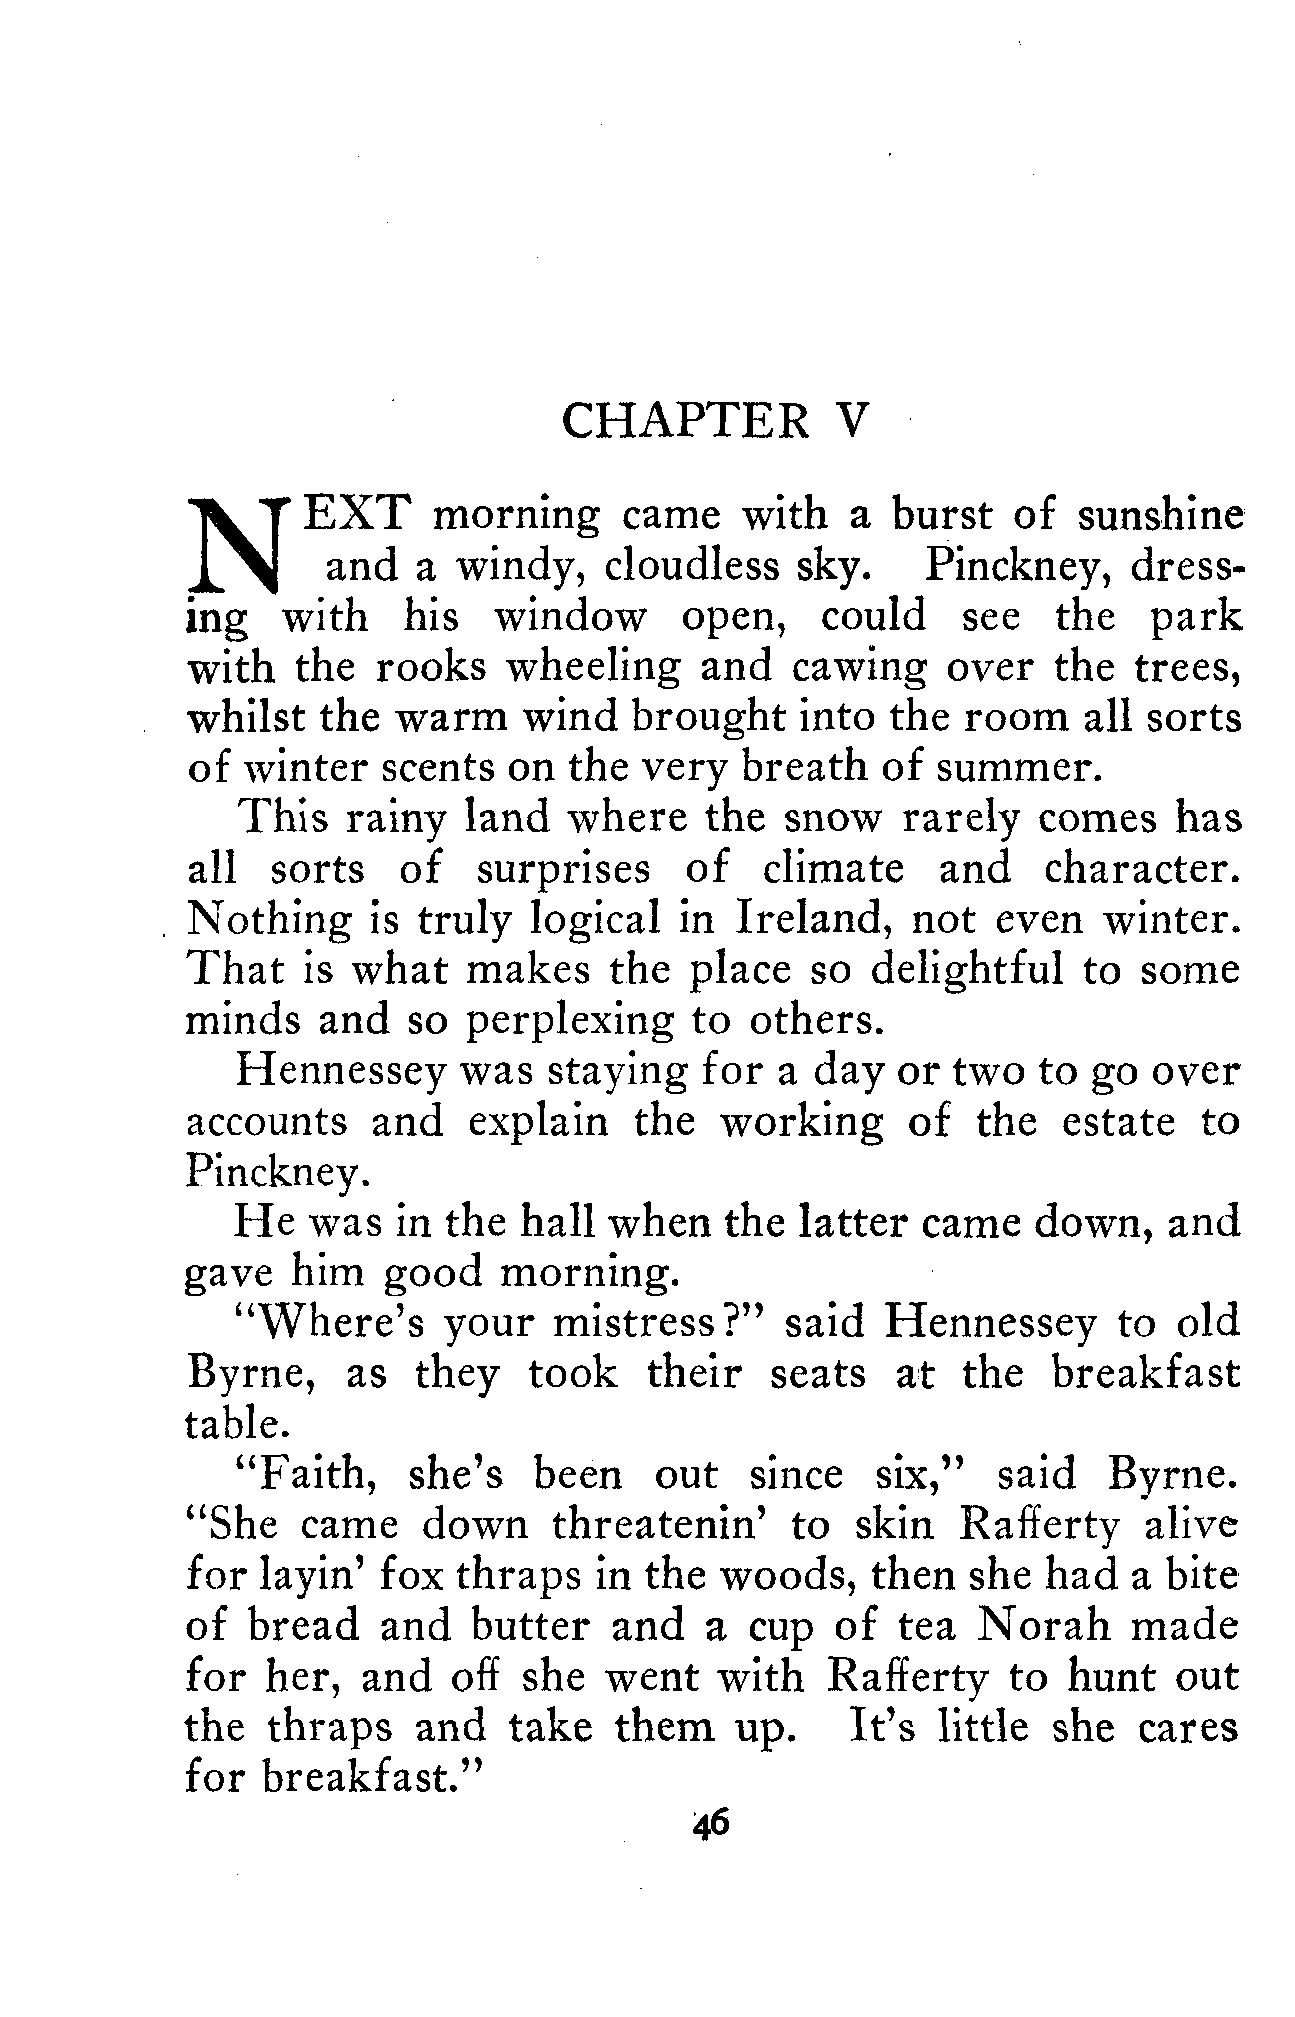 CHAPTER V
NEXT morning came with a burst of sunshine
and a windy, cloudless sky. Pinckney, dress-
ing with his window open, could see the park
with the rooks wheeling and cawing over the trees,
whilst the warm wind brought into the room all sorts
of winter scents on the very breath of summer.
This rainy land where the snow rarely comes has
all sorts of surprises of climate and character.
Nothing is truly logical in Ireland, not even winter.
That is what makes the place so delightful to some
minds and so perplexing to others.
Hennessey was staying for a day or two to go over
accounts and explain the working of the estate to
Pinckney.
He was in the hall when the latter came down, and
gave him good morning.
"Where's your mistress?" said Hennessey to old
Byrne, as they took their seats at the breakfast
table.
"Faith, she's been out since six," said Byrne.
"She came down threatenin' to skin Rafferty alive
for layin' fox thraps in the woods, then she had a bite
of bread and butter and a cup of tea Norah made
for her, and off she went with Rafferty to hunt out
the thraps and take them up. It's little she cares
for breakfast."
46